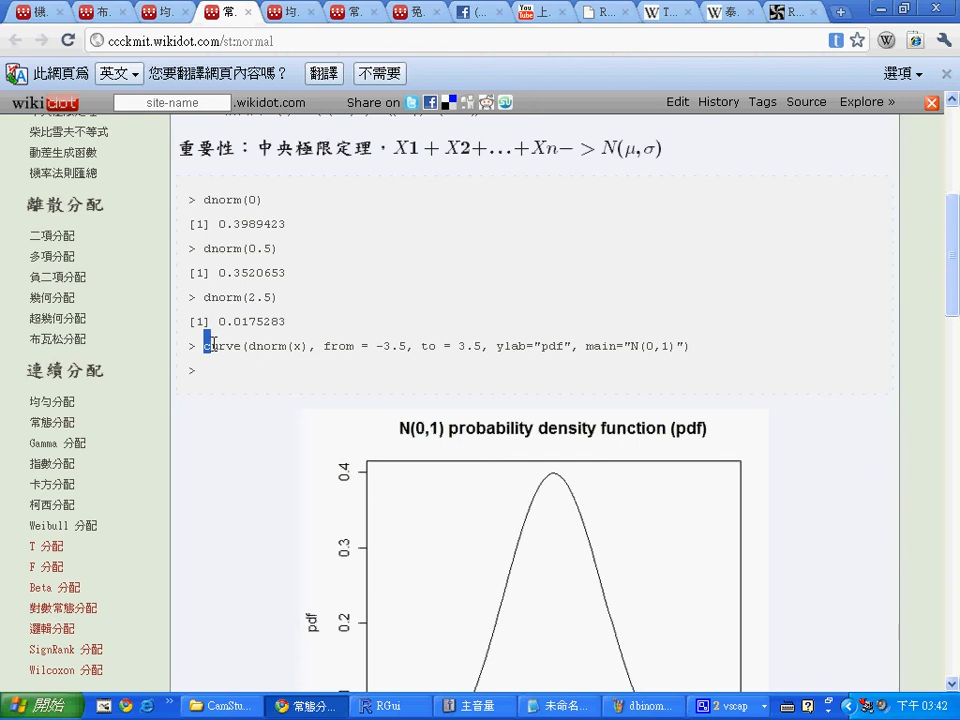 機.
布.
均
常.
均
常.
兔.
(
上.
R...
T...
泰.
R...
ccckmit.wikidot.com/st:normal
此網頁為 英文 您要翻譯網頁內容嗎？ 翻譯 不需要 選項
wikidot site-name .wikidot.com Share on Edit History Tags Source Explore »
柴比雪夫不等式
動差生成函數
機率法則匯總
離散分配
二項分配
多項分配
負二項分配
幾何分配
超幾何分配
布瓦松分配
連續分配
均勻分配
常態分配
Gamma 分配
指數分配
卡方分配
柯西分配
Weibull 分配
T 分配
F 分配
Beta 分配
對數常態分配
邏輯分配
SignRank 分配
Wilcoxon 分配
重要性：中央極限定理，X1 + X2+...+Xn- > N(μ, σ)
> dnorm(0)
[1] 0.3989423
> dnorm(0.5)
[1] 0.3520653
> dnorm(2.5)
[1] 0.0175283
> curve(dnorm(x), from = -3.5, to = 3.5, ylab="pdf", main="N(0,1)")
>
N(0,1) probability density function (pdf)
0.4
0.3
0.2
pdf
開始 CamStu... 常態分... RGui 主音量 未命名... dbinom... 2 vscap 下午 03:42